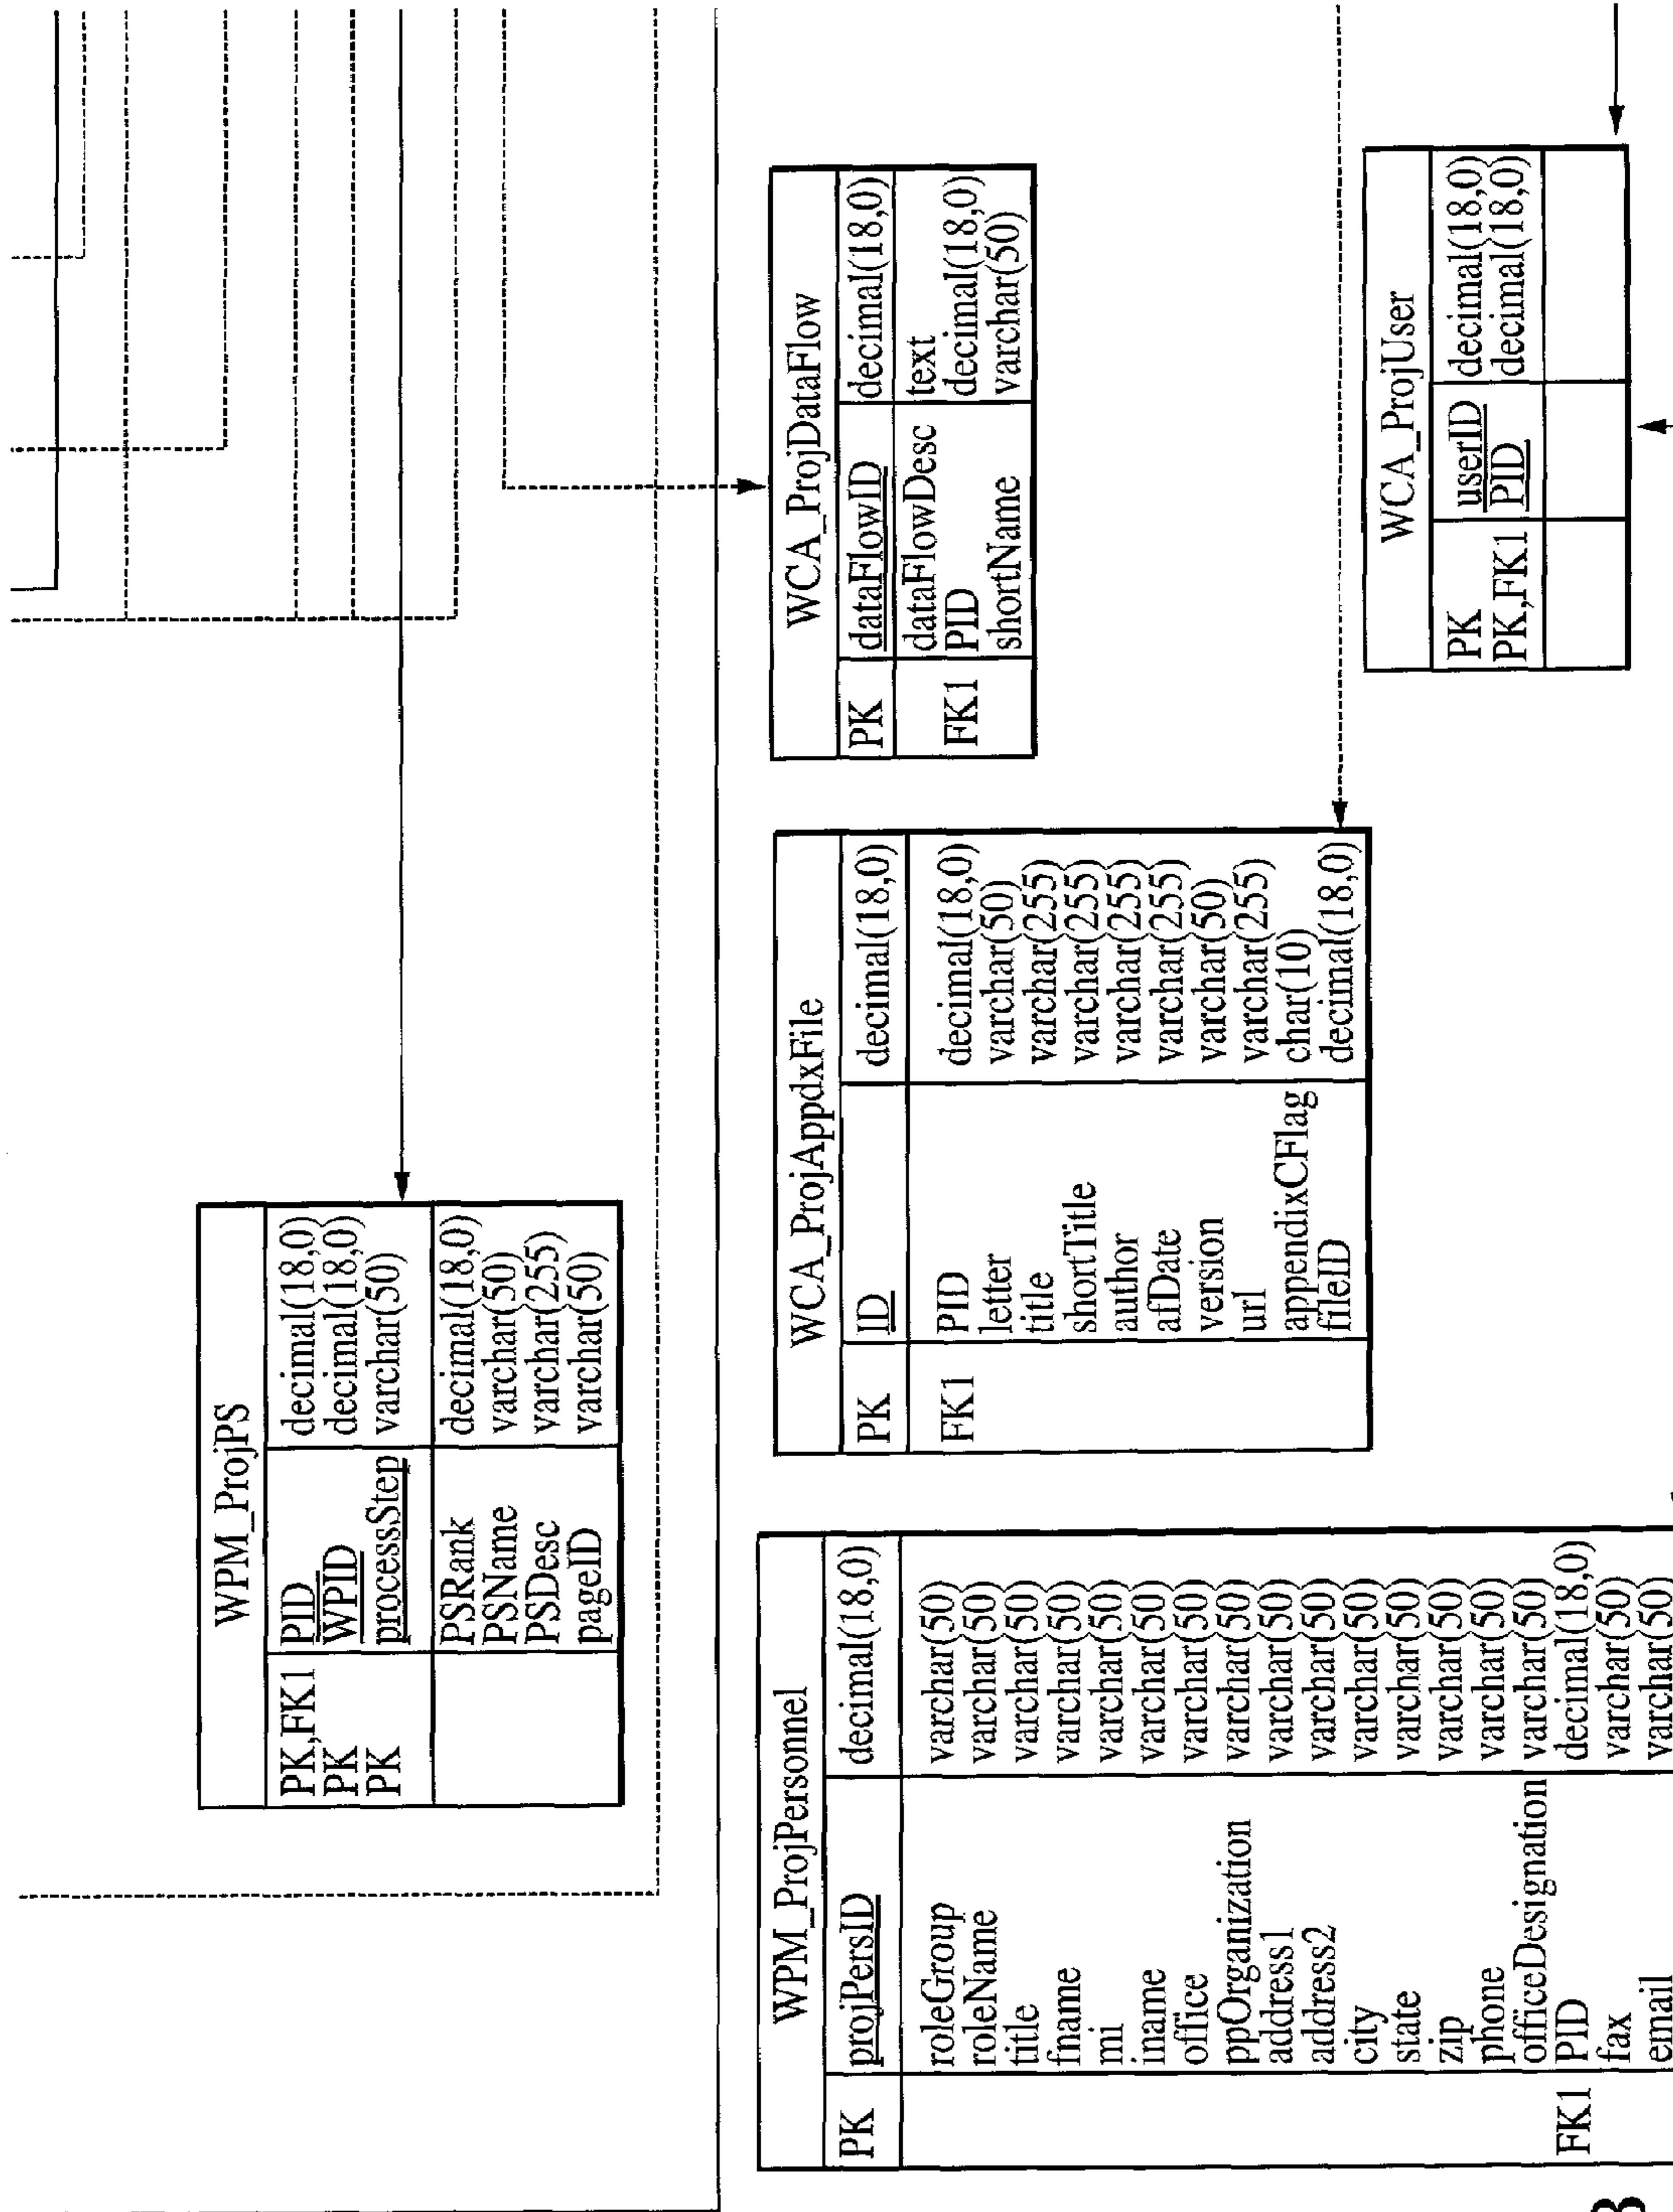 WPM_ProjPS
PK,FK1 PID decimal(18,0)
PK WPID decimal(18,0)
PK processStep varchar(50)
PSRank decimal(18,0)
PSName varchar(50)
PSDesc varchar(255)
pageID varchar(50)
WPM_ProjPersonnel
PK projPersID decimal(18,0)
roleGroup varchar(50)
roleName varchar(50)
title varchar(50)
fname varchar(50)
mi varchar(50)
iname varchar(50)
office varchar(50)
ppOrganization varchar(50)
address1 varchar(50)
address2 varchar(50)
city varchar(50)
state varchar(50)
zip varchar(50)
phone varchar(50)
officeDesignation varchar(50)
FK1 PID decimal(18,0)
fax varchar(50)
email varchar(50)
WCA_ProjAppdxFile
PK ID decimal(18,0)
FK1 PID decimal(18,0)
letter varchar(50)
title varchar(255)
shortTitle varchar(255)
author varchar(255)
afDate varchar(255)
version varchar(50)
url varchar(255)
appendixCFlag char(10)
fileID decimal(18,0)
WCA_ProjDataFlow
PK dataFlowID decimal(18,0)
dataFlowDesc text
FK1 PID decimal(18,0)
shortName varchar(50)
WCA_ProjUser
PK userID decimal(18,0)
PK,FK1 PID decimal(18,0)